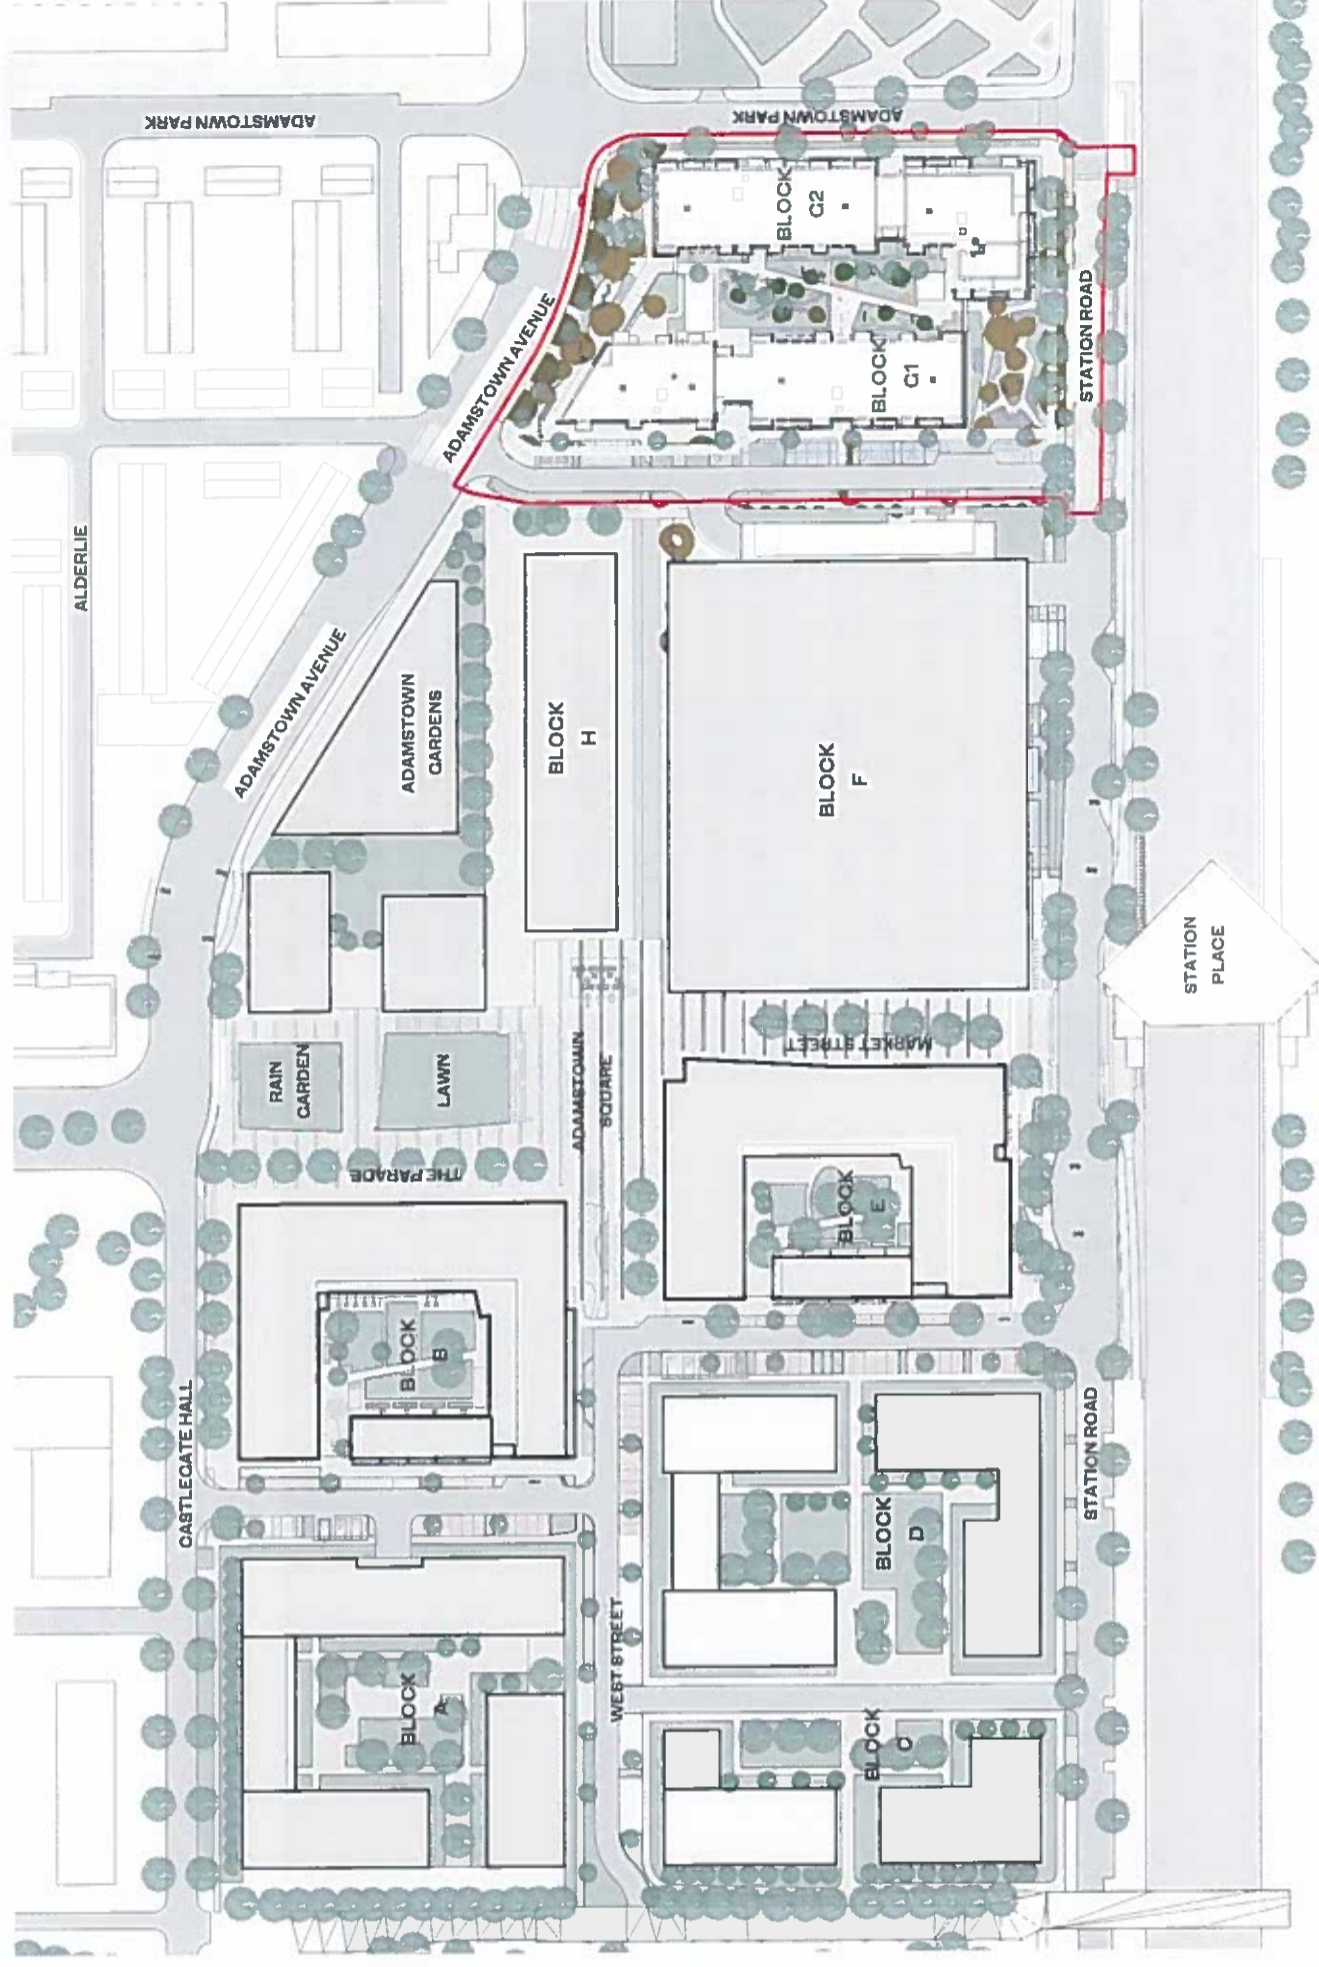 ADAMSTOWN PARK
ADAMSTOWN PARK
BLOCK
G2
ADAMSTOWN AVENUE
BLOCK
G1
STATION ROAD
ALDERLIE
ADAMSTOWN AVENUE
ADAMSTOWN
GARDENS
BLOCK
H
BLOCK
F
STATION
PLACE
RAIN
GARDEN
LAWN
ADAMSTOWN
SQUARE
MARKET STREET
THE PARADE
BLOCK
E
BLOCK
B
CASTLEGATE HALL
STATION ROAD
BLOCK
D
WEST STREET
BLOCK
A
BLOCK
C